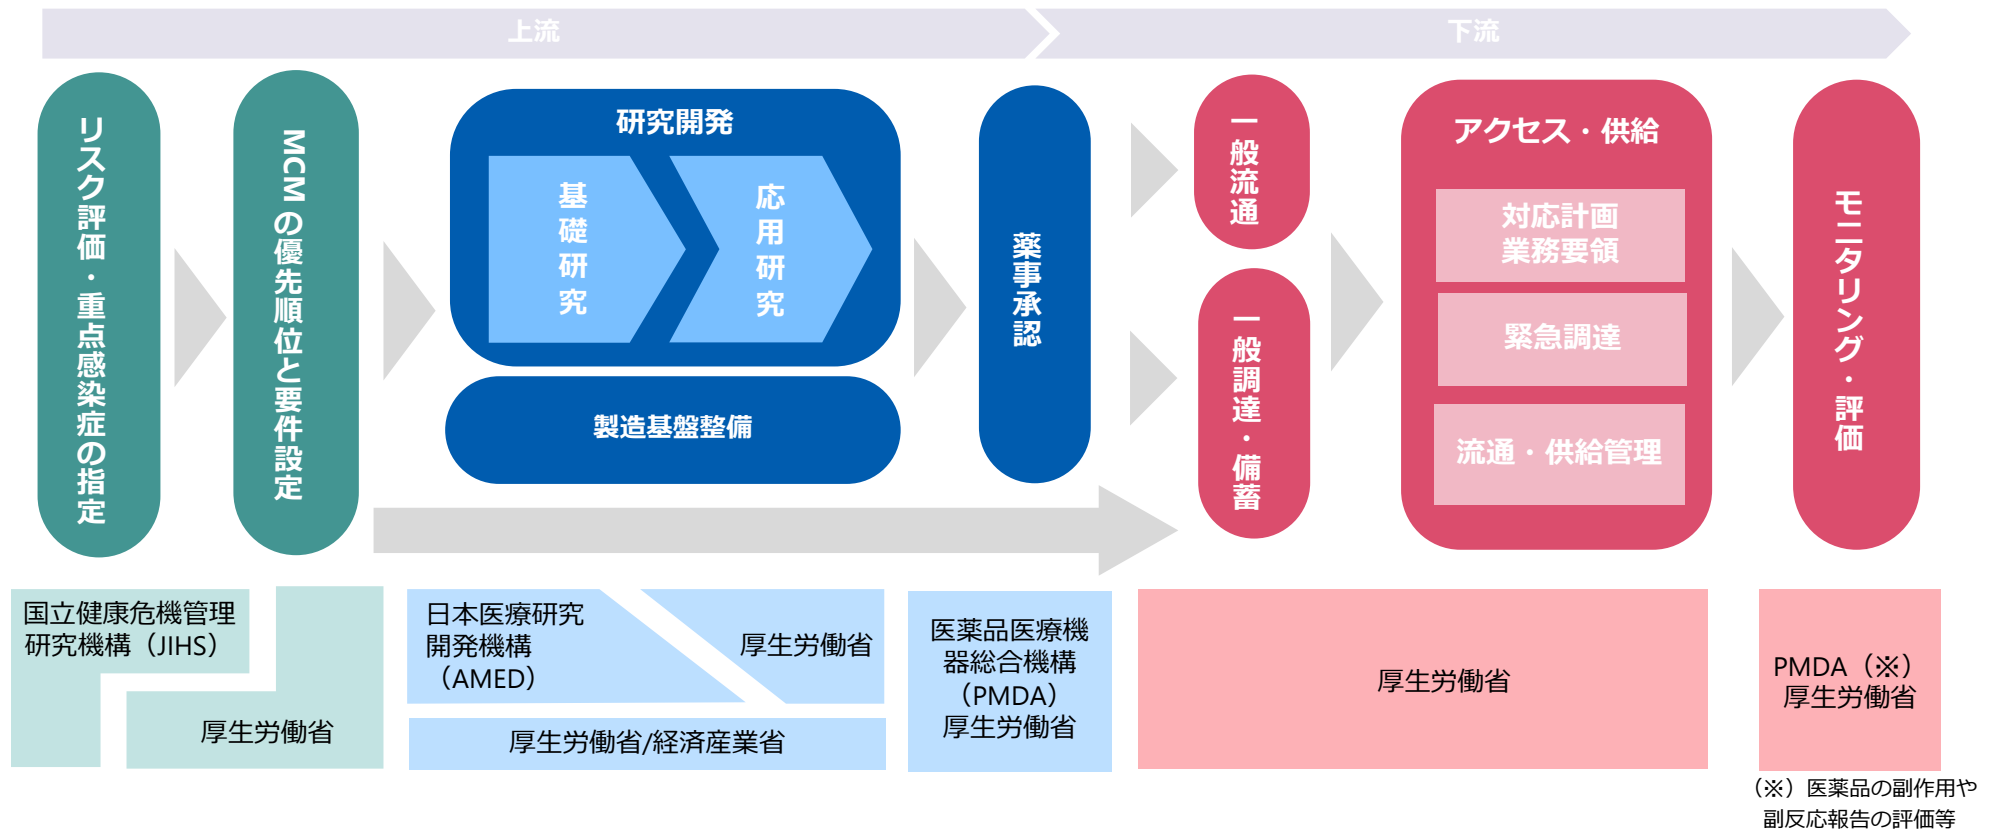 上流
下流
リスク評価・重点感染症の指定
MCMの優先順位と要件設定
研究開発
基礎研究
応用研究
製造基盤整備
薬事承認
一般流通
一般調達・備蓄
アクセス・供給
対応計画
業務要領
緊急調達
流通・供給管理
モニタリング・評価
国立健康危機管理
研究機構（JIHS）
厚生労働省
日本医療研究
開発機構
（AMED）
厚生労働省
厚生労働省/経済産業省
医薬品医療機
器総合機構
（PMDA）
厚生労働省
厚生労働省
PMDA（※）
厚生労働省
（※）医薬品の副作用や
副反応報告の評価等